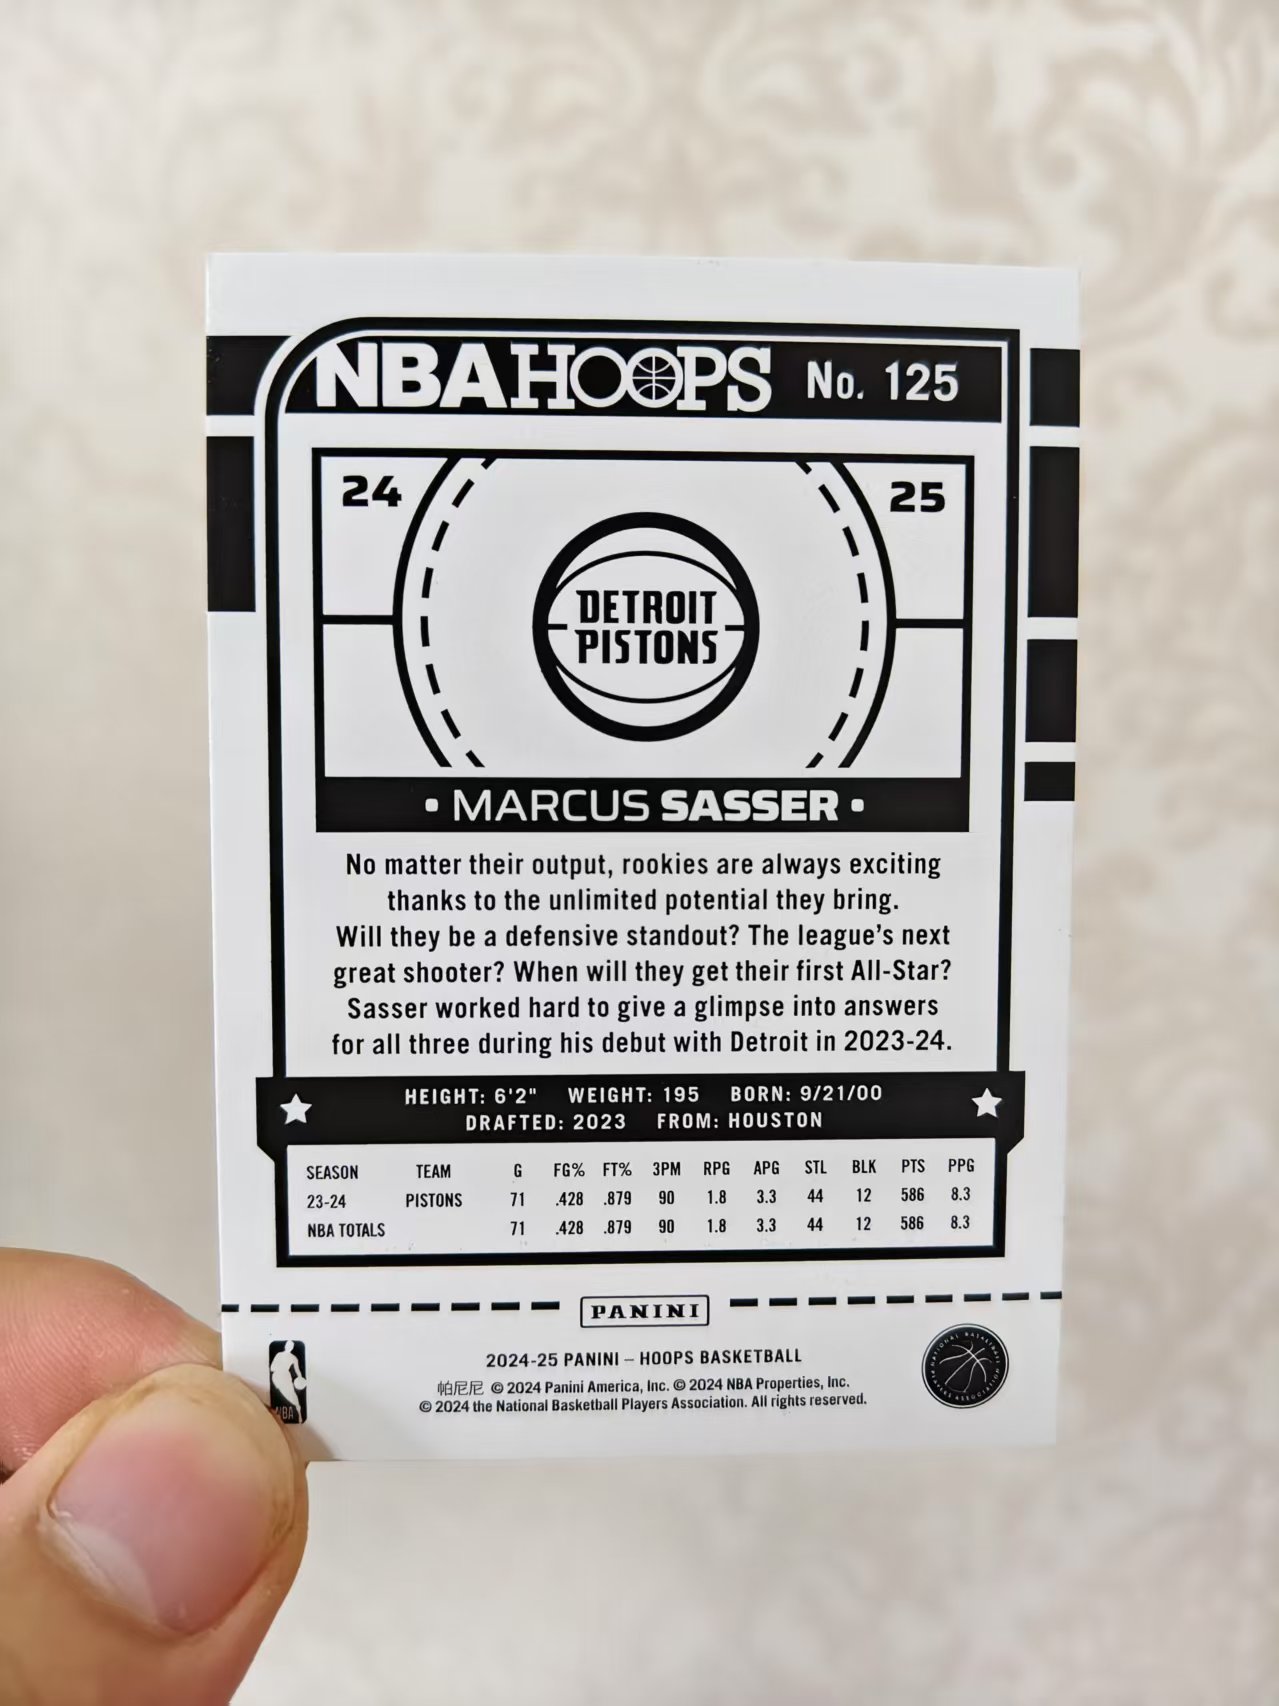 NBA HOOPS No. 125
24 25
DETROIT
PISTONS
• MARCUS SASSER •
No matter their output, rookies are always exciting
thanks to the unlimited potential they bring.
Will they be a defensive standout? The league's next
great shooter? When will they get their first All-Star?
Sasser worked hard to give a glimpse into answers
for all three during his debut with Detroit in 2023-24.
HEIGHT: 6'2" WEIGHT: 195 BORN: 9/21/00
DRAFTED: 2023 FROM: HOUSTON
SEASON TEAM G FG% FT% 3PM RPG APG STL BLK PTS PPG
23-24 PISTONS 71 .428 .879 90 1.8 3.3 44 12 586 8.3
NBA TOTALS 71 .428 .879 90 1.8 3.3 44 12 586 8.3
PANINI
2024-25 PANINI – HOOPS BASKETBALL
帕尼尼 © 2024 Panini America, Inc. © 2024 NBA Properties, Inc.
© 2024 the National Basketball Players Association. All rights reserved.
NBA
NATIONAL BASKETBALL
PLAYERS ASSOCIATION